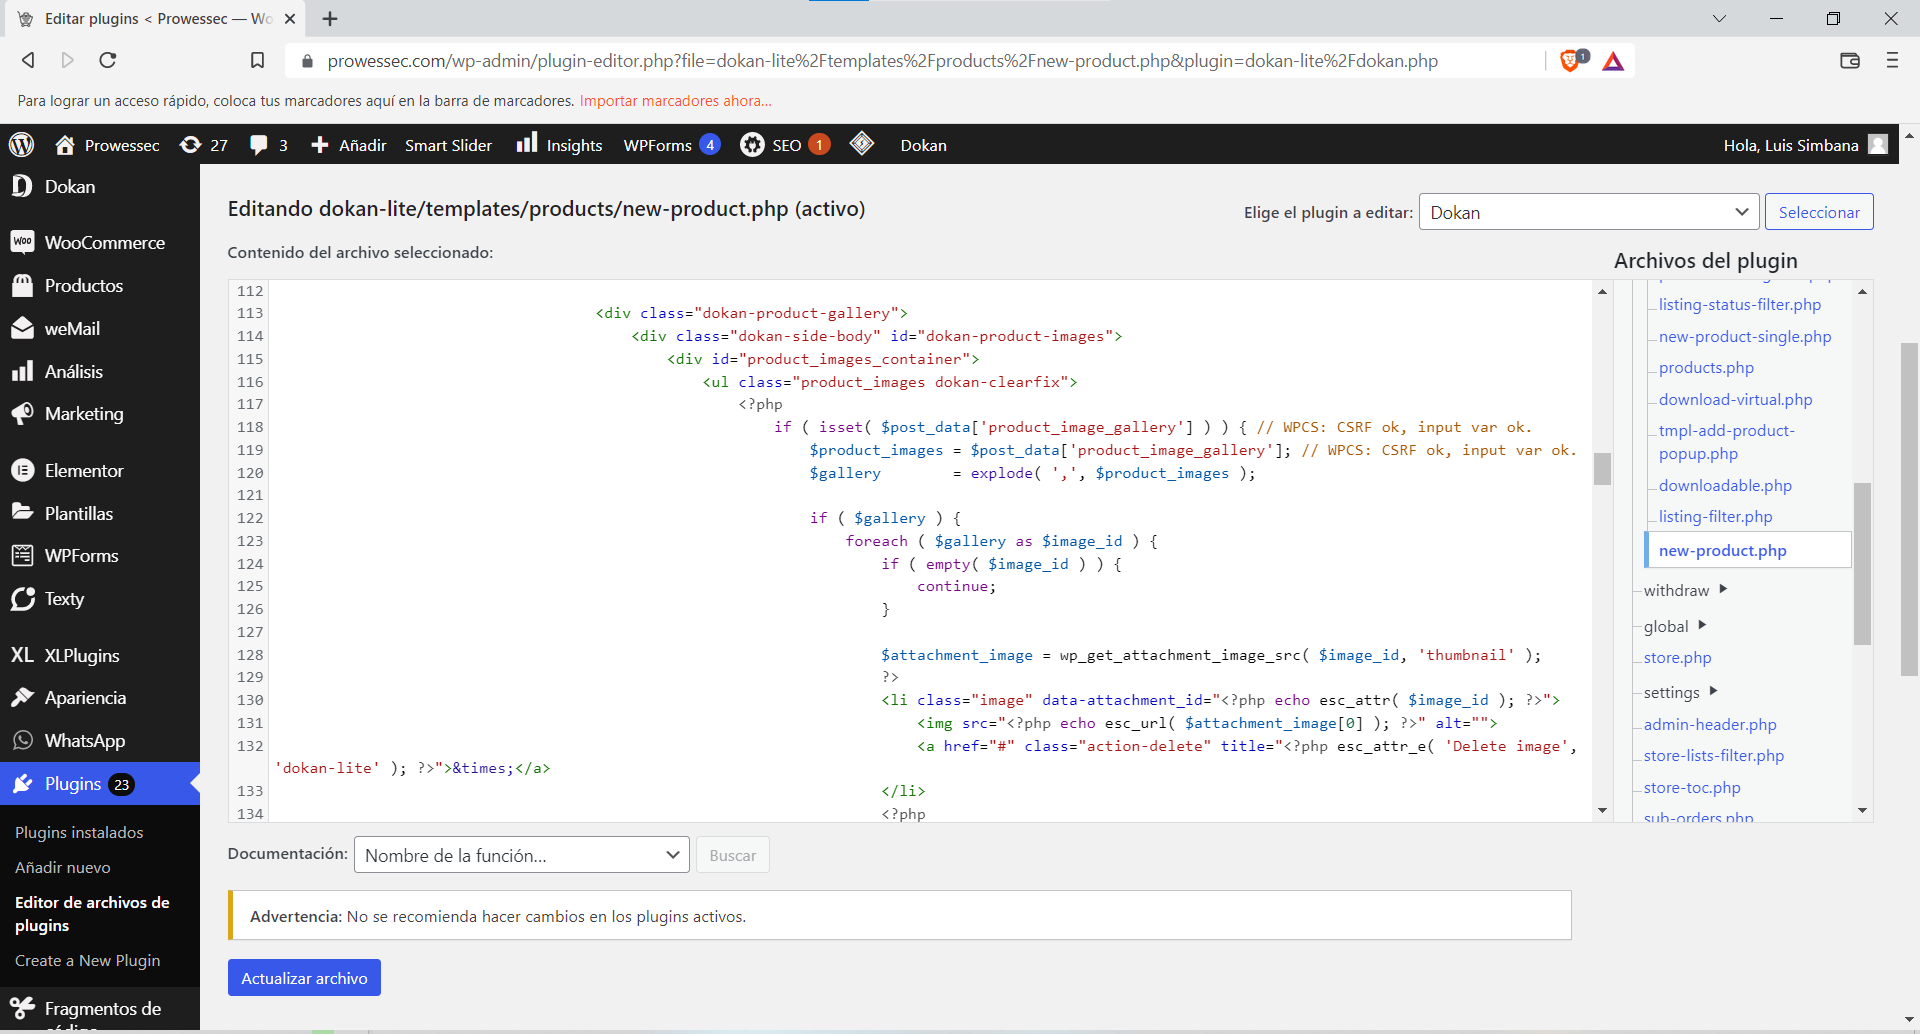 Editar plugins < Prowessec — Wo
prowessec.com/wp-admin/plugin-editor.php?file=dokan-lite%2Ftemplates%2Fproducts%2Fnew-product.php&plugin=dokan-lite%2Fdokan.php
1
Para lograr un acceso rápido, coloca tus marcadores aquí en la barra de marcadores. Importar marcadores ahora...
Prowessec 27 3 Añadir Smart Slider Insights WPForms 4 SEO 1 Dokan Hola, Luis Simbana
Dokan
WooCommerce
Productos
weMail
Análisis
Marketing
Elementor
Plantillas
WPForms
Texty
XL XLPlugins
Apariencia
WhatsApp
Plugins 23
Plugins instalados
Añadir nuevo
Editor de archivos de
plugins
Create a New Plugin
Fragmentos de
código
Editando dokan-lite/templates/products/new-product.php (activo)
Elige el plugin a editar: Dokan Seleccionar
Contenido del archivo seleccionado:
112
113 <div class="dokan-product-gallery">
114 <div class="dokan-side-body" id="dokan-product-images">
115 <div id="product_images_container">
116 <ul class="product_images dokan-clearfix">
117 <?php
118 if ( isset( $post_data['product_image_gallery'] ) ) { // WPCS: CSRF ok, input var ok.
119 $product_images = $post_data['product_image_gallery']; // WPCS: CSRF ok, input var ok.
120 $gallery = explode( ',', $product_images );
121
122 if ( $gallery ) {
123 foreach ( $gallery as $image_id ) {
124 if ( empty( $image_id ) ) {
125 continue;
126 }
127
128 $attachment_image = wp_get_attachment_image_src( $image_id, 'thumbnail' );
129 ?>
130 <li class="image" data-attachment_id="<?php echo esc_attr( $image_id ); ?>">
131 <img src="<?php echo esc_url( $attachment_image[0] ); ?>" alt="">
132 <a href="#" class="action-delete" title="<?php esc_attr_e( 'Delete image',
'dokan-lite' ); ?>">&times;</a>
133 </li>
134 <?php
Archivos del plugin
listing-status-filter.php
new-product-single.php
products.php
download-virtual.php
tmpl-add-product-
popup.php
downloadable.php
listing-filter.php
new-product.php
withdraw
global
store.php
settings
admin-header.php
store-lists-filter.php
store-toc.php
sub-orders.php
Documentación: Nombre de la función... Buscar
Advertencia: No se recomienda hacer cambios en los plugins activos.
Actualizar archivo